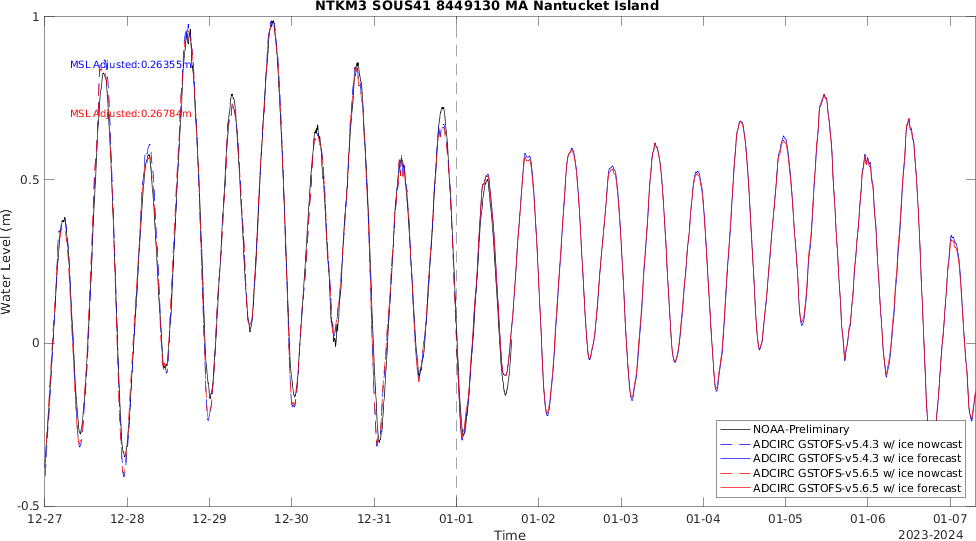 NTKM3 SOUS41 8449130 MA Nantucket Island
1
MSL Adjusted:0.26355m
MSL Adjusted:0.26784m
0.5
Water Level (m)
0
NOAA-Preliminary
ADCIRC GSTOFS-v5.4.3 w/ ice nowcast
ADCIRC GSTOFS-v5.4.3 w/ ice forecast
ADCIRC GSTOFS-v5.6.5 w/ ice nowcast
ADCIRC GSTOFS-v5.6.5 w/ ice forecast
-0.5
12-27 12-28 12-29 12-30 12-31 01-01 01-02 01-03 01-04 01-05 01-06 01-07
Time
2023-2024